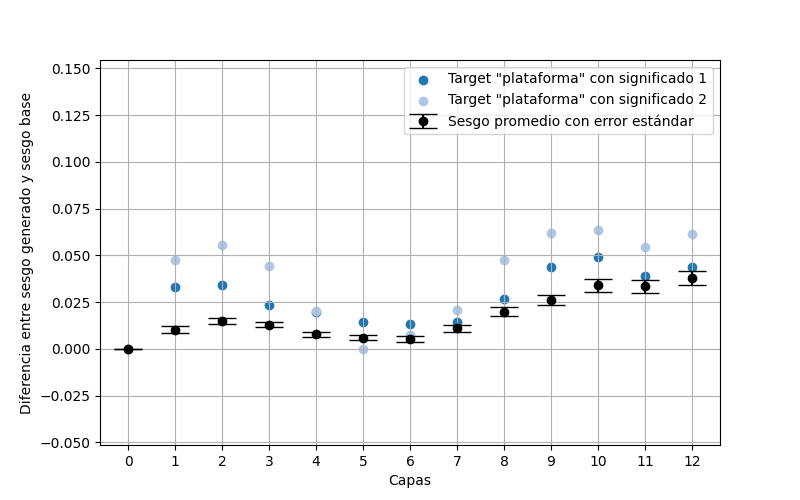 Target "plataforma" con significado 1
Target "plataforma" con significado 2
Sesgo promedio con error estándar
Diferencia entre sesgo generado y sesgo base
0.150
0.125
0.100
0.075
0.050
0.025
0.000
−0.025
−0.050
0 1 2 3 4 5 6 7 8 9 10 11 12
Capas